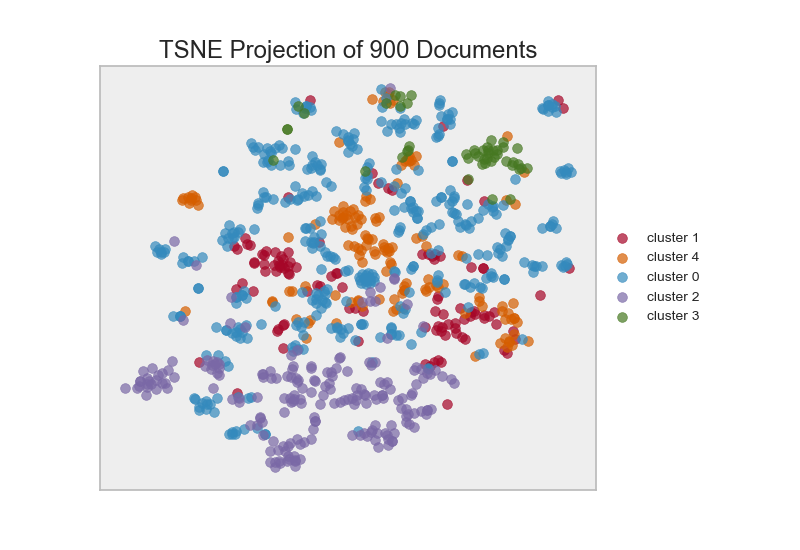 TSNE Projection of 900 Documents
cluster 1
cluster 4
cluster 0
cluster 2
cluster 3